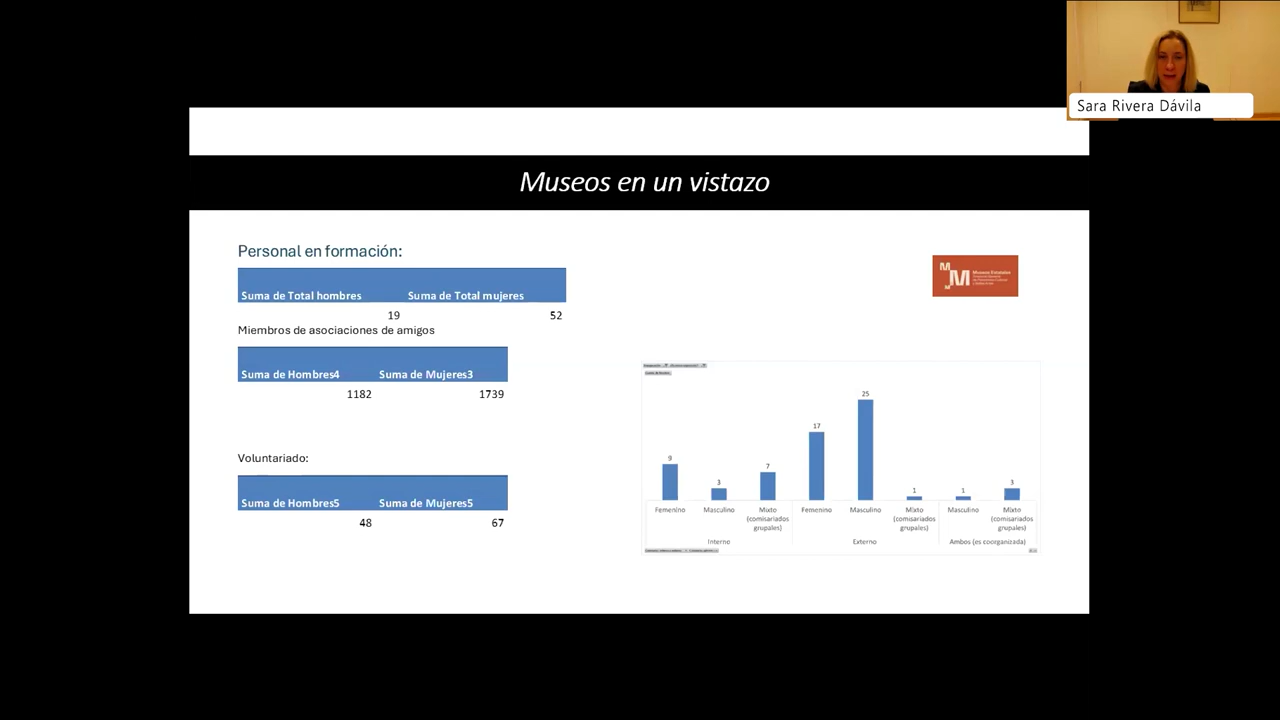 Sara Rivera Dávila
Museos en un vistazo
Personal en formación:
Suma de Total hombres Suma de Total mujeres
19 52
Miembros de asociaciones de amigos
Suma de Hombres4 Suma de Mujeres3
1182 1739
Voluntariado:
Suma de Hombres5 Suma de Mujeres5
48 67
Museos Estatales
9 3 7 17 25 1 1 3
Femenino Masculino Mixto (comisariados grupales) Femenino Masculino Mixto (comisariados grupales) Masculino Mixto (comisariados grupales)
Interno Externo Ambos (es coorganizada)